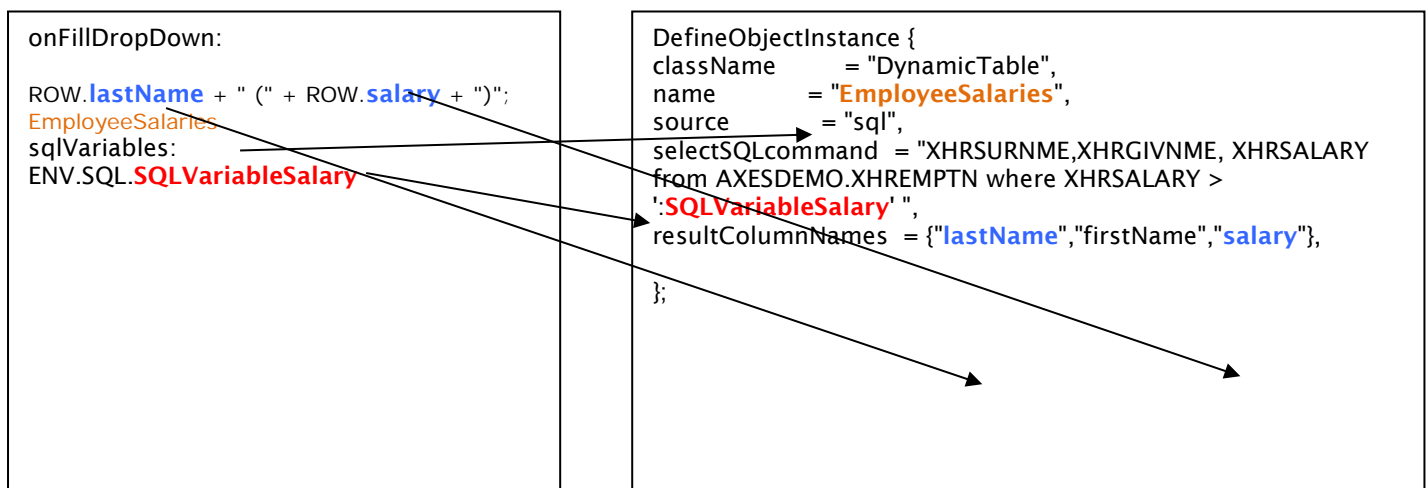 onFillDropDown:
ROW.lastName + " (" + ROW.salary + ")";
EmployeeSalaries
sqlVariables:
ENV.SQL.SQLVariableSalary
DefineObjectInstance {
className = "DynamicTable",
name = "EmployeeSalaries",
source = "sql",
selectSQLcommand = "XHRSURNME,XHRGIVNME, XHRSALARY
from AXESDEMO.XHREMPTN where XHRSALARY >
':SQLVariableSalary' ",
resultColumnNames = {"lastName","firstName","salary"},
};